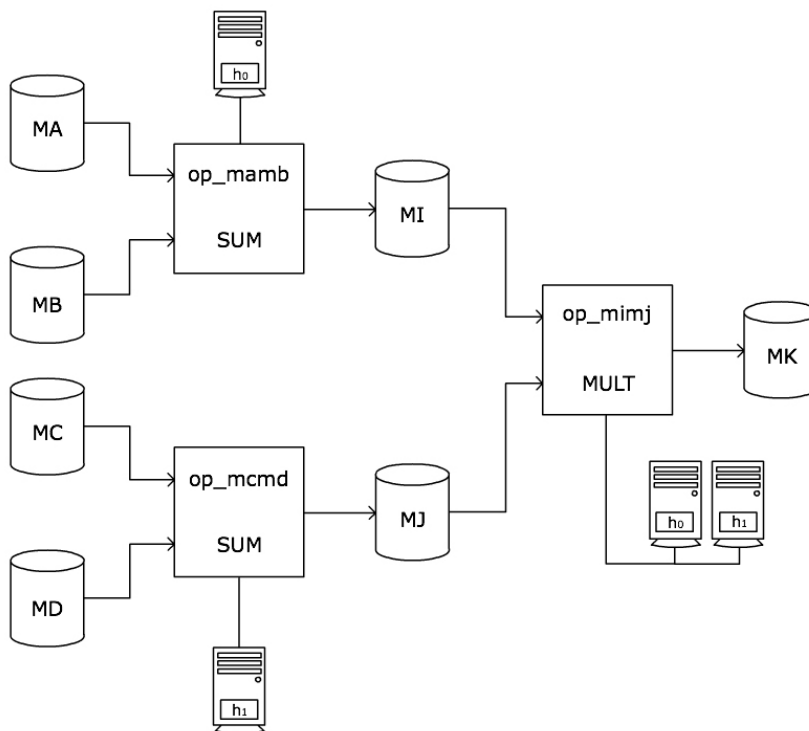 h₀
MA
op_mamb
SUM
MI
MB
op_mimj
MULT
MK
MC
op_mcmd
SUM
MJ
h₀
h₁
MD
h₁